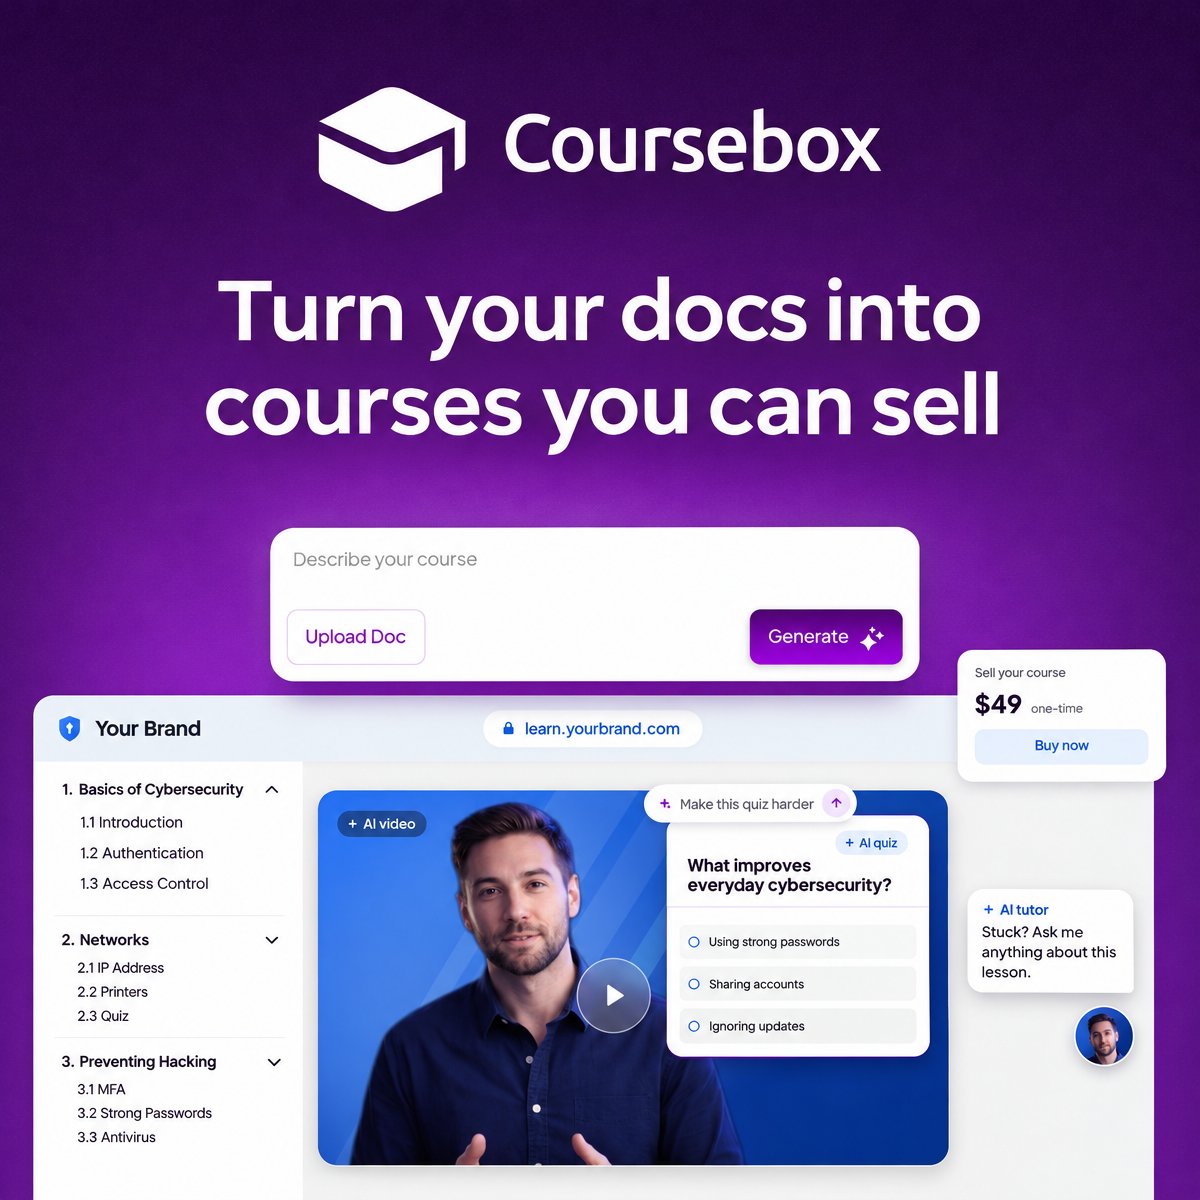 Coursebox
Turn your docs into
courses you can sell
Describe your course
Upload Doc
Generate
Sell your course
$49 one-time
Buy now
Your Brand
learn.yourbrand.com
1. Basics of Cybersecurity
1.1 Introduction
1.2 Authentication
1.3 Access Control
2. Networks
2.1 IP Address
2.2 Printers
2.3 Quiz
3. Preventing Hacking
3.1 MFA
3.2 Strong Passwords
3.3 Antivirus
+ AI video
Make this quiz harder
+ AI quiz
What improves
everyday cybersecurity?
Using strong passwords
Sharing accounts
Ignoring updates
+ AI tutor
Stuck? Ask me
anything about this
lesson.